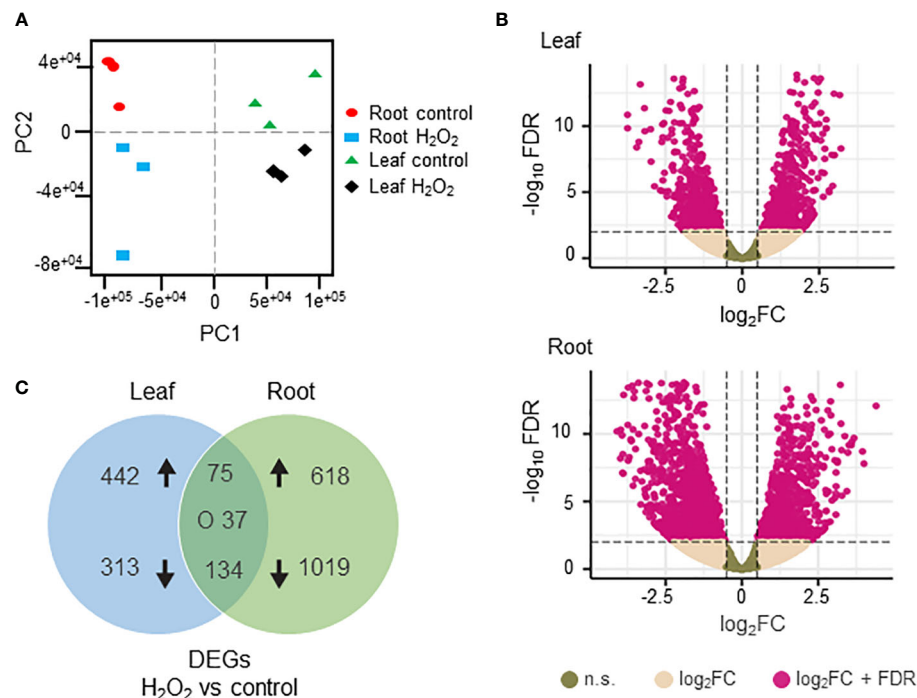 A
PC2
4e+04
0
-4e+04
-8e+04
-1e+05 -5e+04 0 5e+04 1e+05
PC1
Root control
Root H2O2
Leaf control
Leaf H2O2
B
Leaf
-log10 FDR
10
5
0
-2.5 0 2.5
log2FC
Root
-log10 FDR
10
5
0
-2.5 0 2.5
log2FC
n.s. log2FC log2FC + FDR
C
Leaf Root
442 75 618
O 37
313 134 1019
DEGs
H2O2 vs control